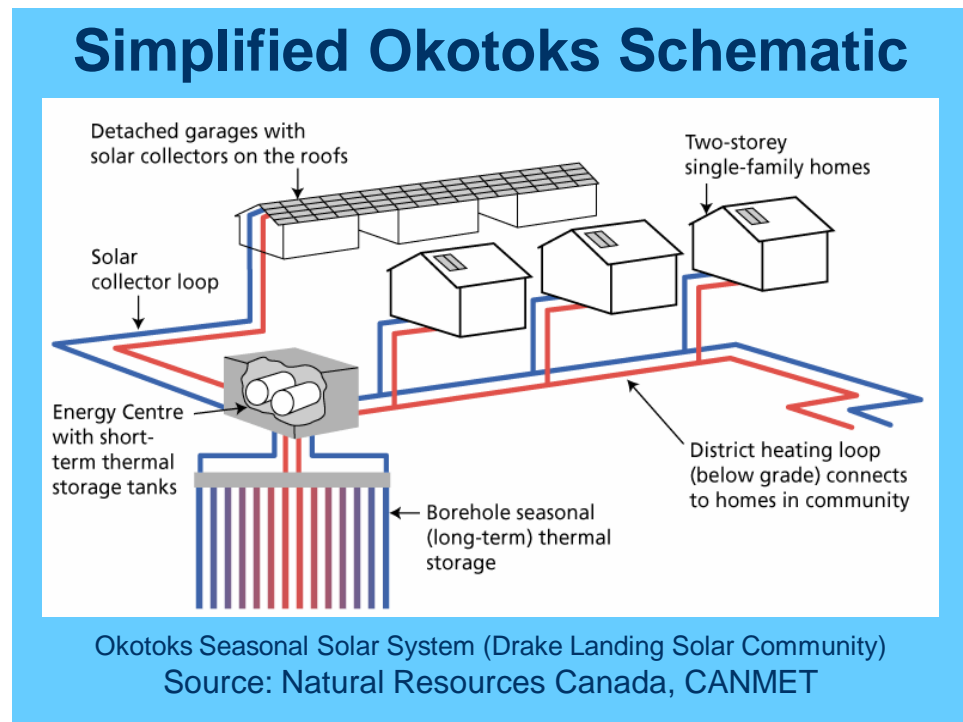 Simplified Okotoks Schematic
Detached garages with
solar collectors on the roofs
Two-storey
single-family homes
Solar
collector loop
Energy Centre
with short-
term thermal
storage tanks
District heating loop
(below grade) connects
to homes in community
Borehole seasonal
(long-term) thermal
storage
Okotoks Seasonal Solar System (Drake Landing Solar Community)
Source: Natural Resources Canada, CANMET